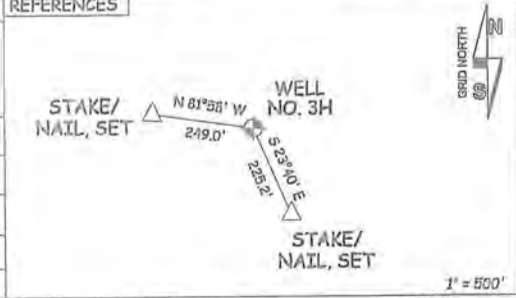 REFERENCES
GRID NORTH
N
S
WELL
NO. 3H
STAKE/
NAIL, SET
N 81°58' W
249.0'
S 23°40' E
225.2'
STAKE/
NAIL, SET
1" = 500'